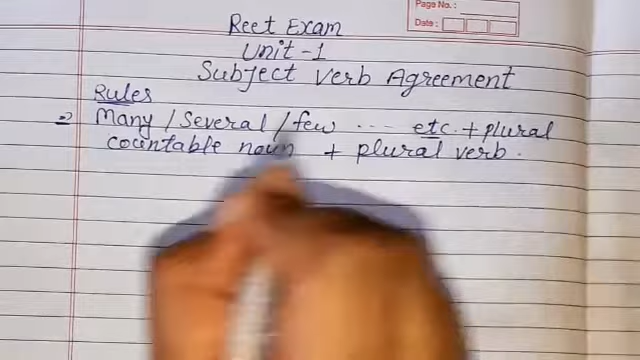 Page No.:
Date:
Reet Exam
Unit-1
Subject Verb Agreement
Rules
⇒ Many / Several / few ... etc. + plural
countable noun + plural verb.